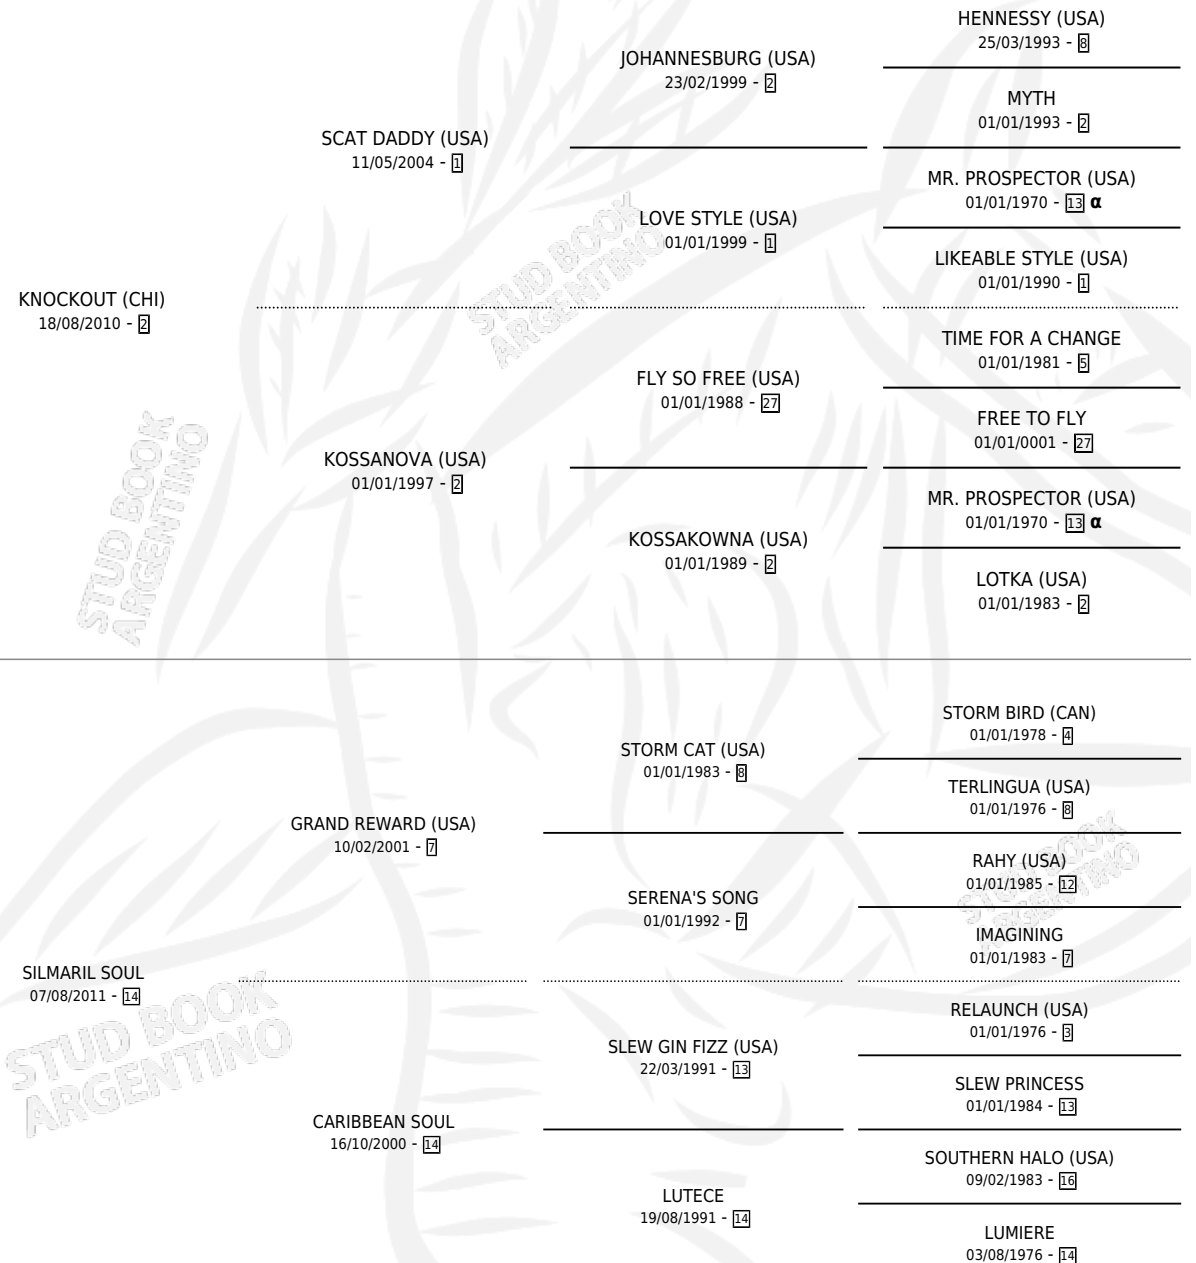 HENNESSY (USA)
25/03/1993 - 8
JOHANNESBURG (USA)
23/02/1999 - 2
MYTH
01/01/1993 - 2
SCAT DADDY (USA)
11/05/2004 - 1
MR. PROSPECTOR (USA)
01/01/1970 - 13 α
LOVE STYLE (USA)
01/01/1999 - 1
LIKEABLE STYLE (USA)
01/01/1990 - 1
KNOCKOUT (CHI)
18/08/2010 - 2
TIME FOR A CHANGE
01/01/1981 - 5
FLY SO FREE (USA)
01/01/1988 - 27
FREE TO FLY
01/01/0001 - 27
KOSSANOVA (USA)
01/01/1997 - 2
MR. PROSPECTOR (USA)
01/01/1970 - 13 α
KOSSAKOWNA (USA)
01/01/1989 - 2
LOTKA (USA)
01/01/1983 - 2
STORM BIRD (CAN)
01/01/1978 - 4
STORM CAT (USA)
01/01/1983 - 8
TERLINGUA (USA)
01/01/1976 - 8
GRAND REWARD (USA)
10/02/2001 - 7
RAHY (USA)
01/01/1985 - 12
SERENA'S SONG
01/01/1992 - 7
IMAGINING
01/01/1983 - 7
SILMARIL SOUL
07/08/2011 - 14
RELAUNCH (USA)
01/01/1976 - 3
SLEW GIN FIZZ (USA)
22/03/1991 - 13
SLEW PRINCESS
01/01/1984 - 13
CARIBBEAN SOUL
16/10/2000 - 14
SOUTHERN HALO (USA)
09/02/1983 - 16
LUTECE
19/08/1991 - 14
LUMIERE
03/08/1976 - 14
STUD BOOK
ARGENTINO
STUD BOOK
ARGENTINO
STUD BOOK
ARGENTINO
STUD BOOK
ARGENTINO